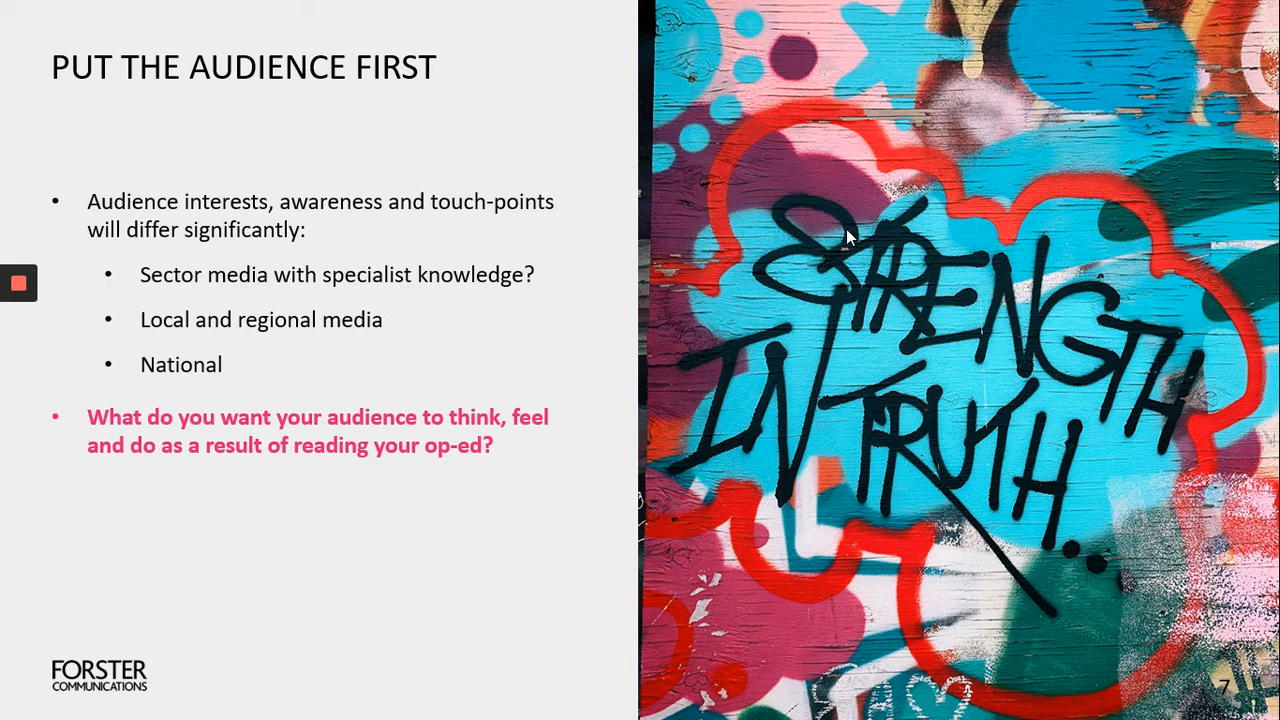 PUT THE AUDIENCE FIRST
• Audience interests, awareness and touch-points
will differ significantly:
• Sector media with specialist knowledge?
• Local and regional media
• National
• What do you want your audience to think, feel
and do as a result of reading your op-ed?
FORSTER
COMMUNICATIONS
STRENGTH
IN TRUTH...
7